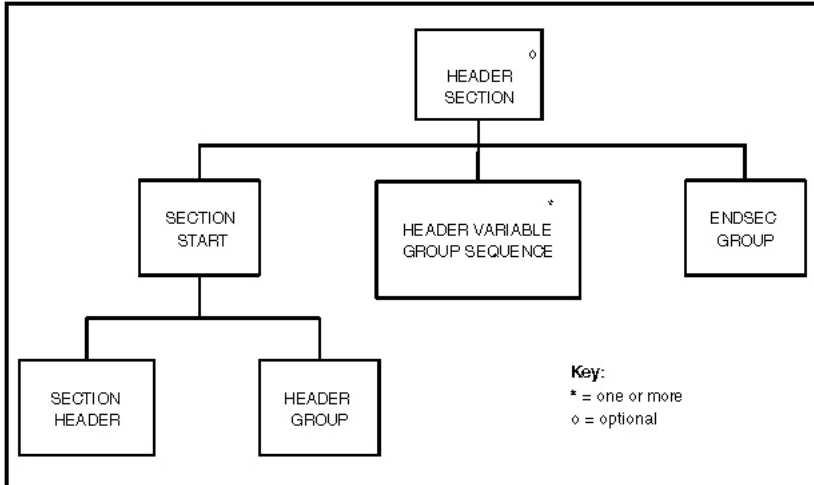 o
HEADER
SECTION
SECTION
START
*
HEADER VARIABLE
GROUP SEQUENCE
ENDSEC
GROUP
SECTION
HEADER
HEADER
GROUP
Key:
* = one or more
o = optional